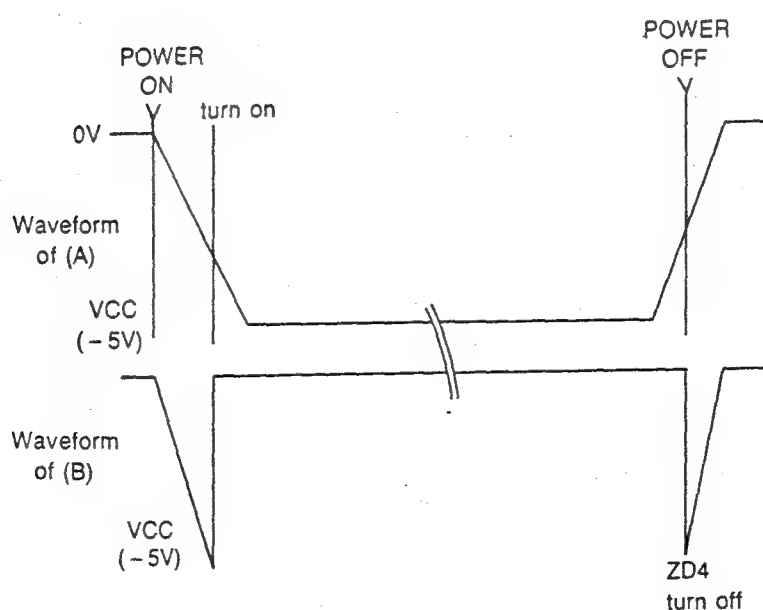 POWER
ON
turn on
POWER
OFF
0V
Waveform
of (A)
VCC
(−5V)
Waveform
of (B)
VCC
(−5V)
ZD4
turn off